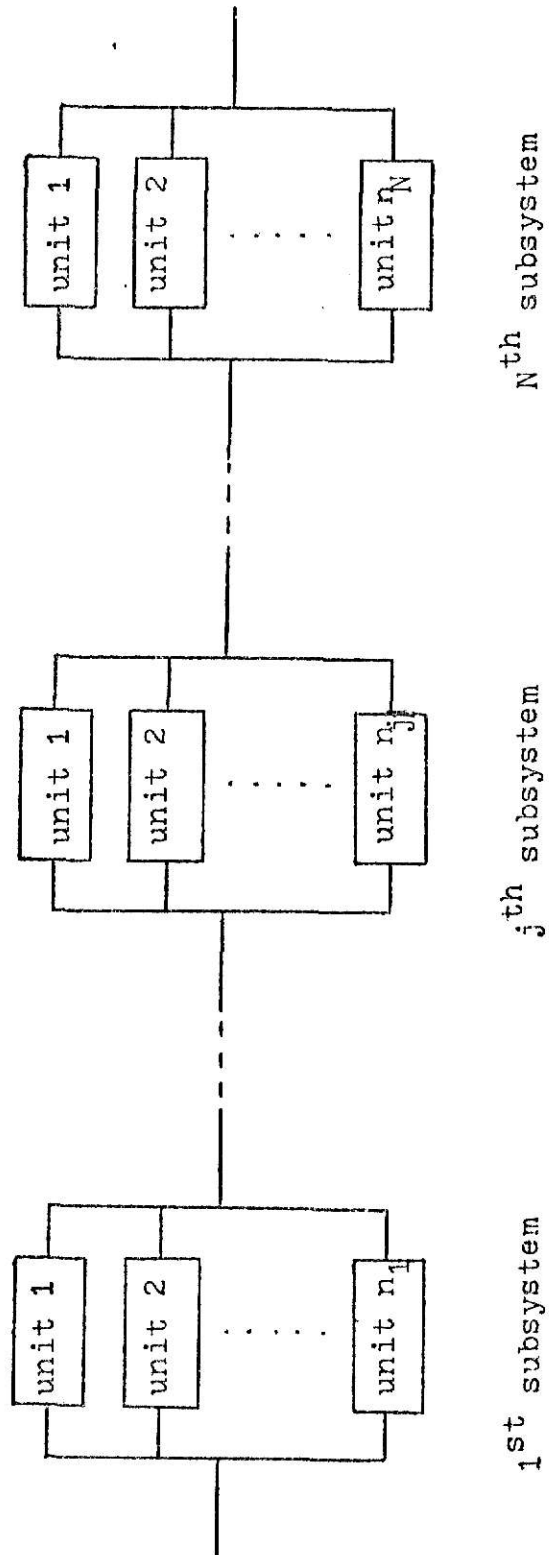 unit 1
unit 2
. . . . .
unit n₁
1st subsystem
unit 1
unit 2
. . . . .
unit nⱼ
jth subsystem
unit 1
unit 2
. . . . .
unit n_N
Nth subsystem